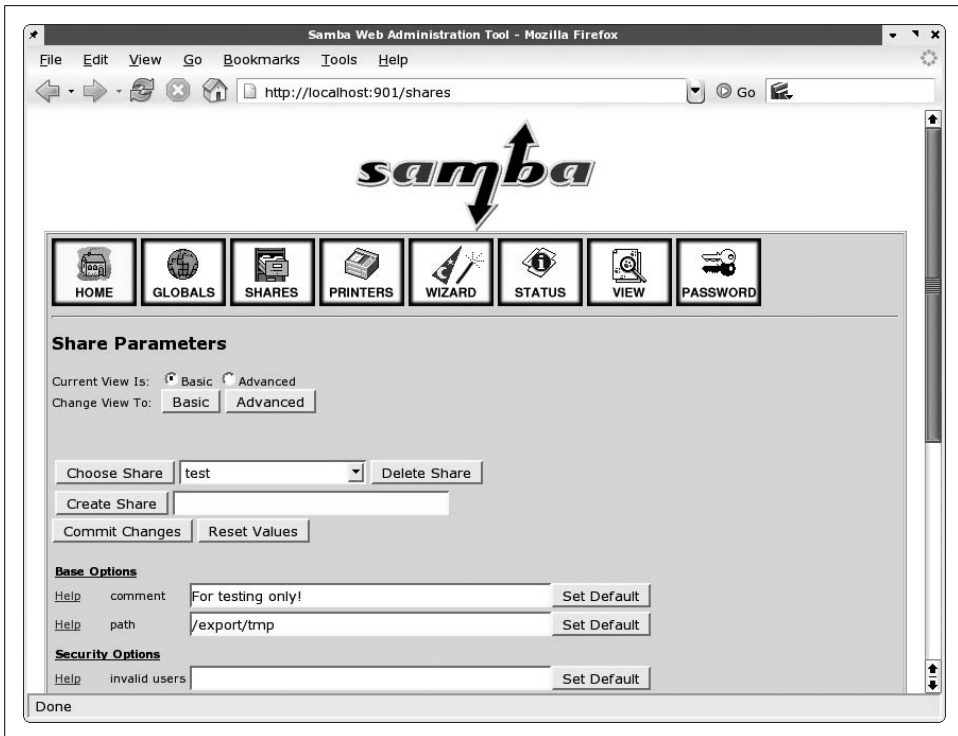 Samba Web Administration Tool - Mozilla Firefox
File Edit View Go Bookmarks Tools Help
http://localhost:901/shares Go
samba
HOME GLOBALS SHARES PRINTERS WIZARD STATUS VIEW PASSWORD
Share Parameters
Current View Is: Basic Advanced
Change View To: Basic Advanced
Choose Share test Delete Share
Create Share
Commit Changes Reset Values
Base Options
Help comment For testing only! Set Default
Help path /export/tmp Set Default
Security Options
Help invalid users Set Default
Done